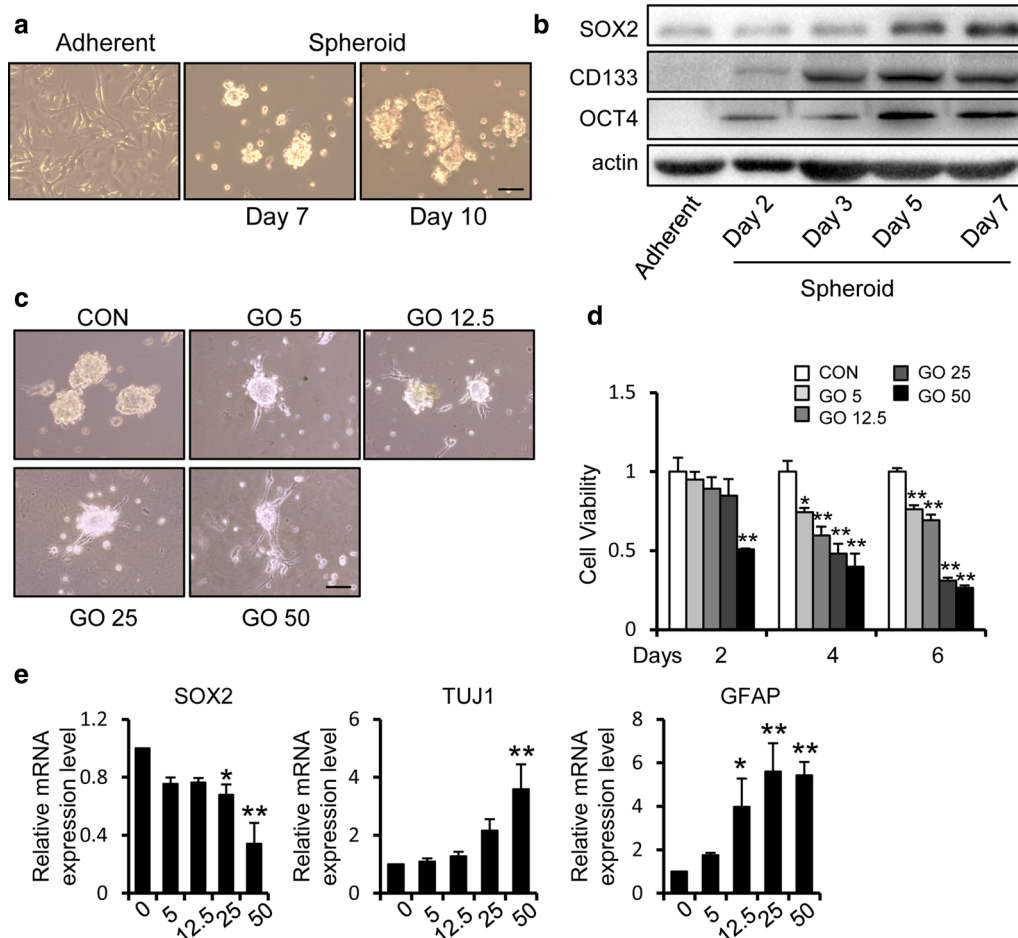 a
Adherent Spheroid
Day 7 Day 10
b
SOX2
CD133
OCT4
actin
Adherent Day 2 Day 3 Day 5 Day 7
Spheroid
c
CON GO 5 GO 12.5
GO 25 GO 50
d
CON GO 25
GO 5 GO 50
GO 12.5
Cell Viability
1.5
1
0.5
0
** * ** ** ** ** ** ** **
Days 2 4 6
e
SOX2
Relative mRNA
expression level
1.2
0.8
0.4
0
* **
0 5 12.5 25 50
TUJ1
Relative mRNA
expression level
6
4
2
0
**
0 5 12.5 25 50
GFAP
Relative mRNA
expression level
8
6
4
2
0
* ** **
0 5 12.5 25 50